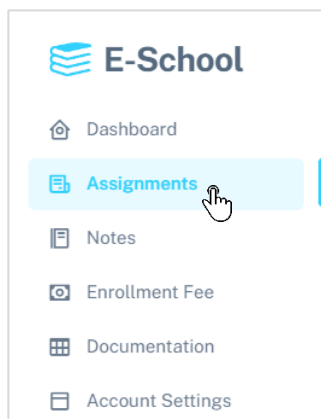 E-School
Dashboard
Assignments
Notes
Enrollment Fee
Documentation
Account Settings